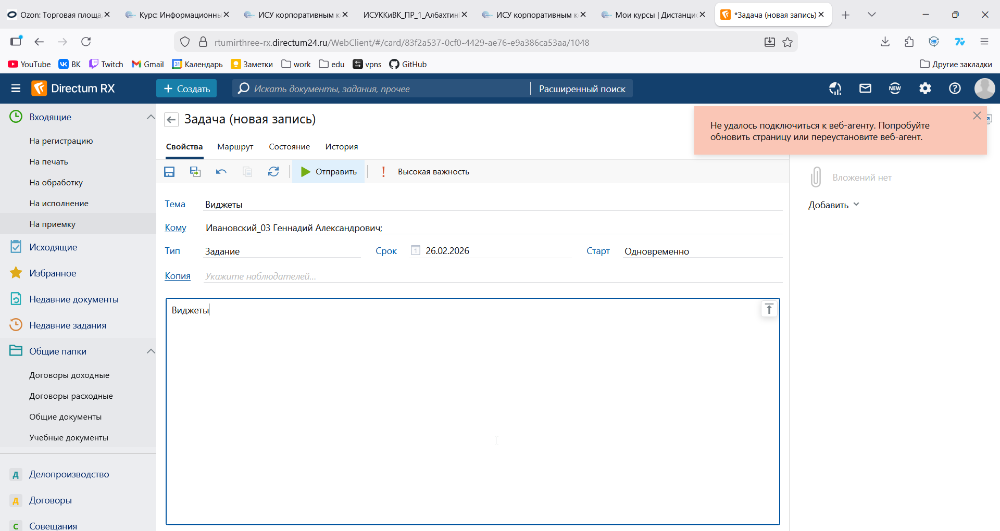 Ozon: Торговая площа
Курс: Информационны
ИСУ корпоративным к
ИСУККиВК_ПР_1_Албахтин
ИСУ корпоративным к
Мои курсы | Дистанци
*Задача (новая запись)
rtumirthree-rx.directum24.ru/WebClient/#/card/83f2a537-0cf0-4429-ae76-e9a386ca53aa/1048
YouTube
ВК
Twitch
Gmail
31
Календарь
Заметки
work
edu
vpns
GitHub
Другие закладки
Directum RX
Создать
Искать документы, задания, прочее
Расширенный поиск
NEW
Входящие
На регистрацию
На печать
На обработку
На исполнение
На приемку
Исходящие
Избранное
Недавние документы
Недавние задания
Общие папки
Договоры доходные
Договоры расходные
Общие документы
Учебные документы
Д Делопроизводство
Д Договоры
С Совещания
Задача (новая запись)
Не удалось подключиться к веб-агенту. Попробуйте
обновить страницу или переустановите веб-агент.
Свойства
Маршрут
Состояние
История
Отправить
! Высокая важность
Тема Виджеты
Кому Ивановский_03 Геннадий Александрович;
Тип Задание
Срок 1 26.02.2026
Старт Одновременно
Копия Укажите наблюдателей...
Виджеты
Вложений нет
Добавить